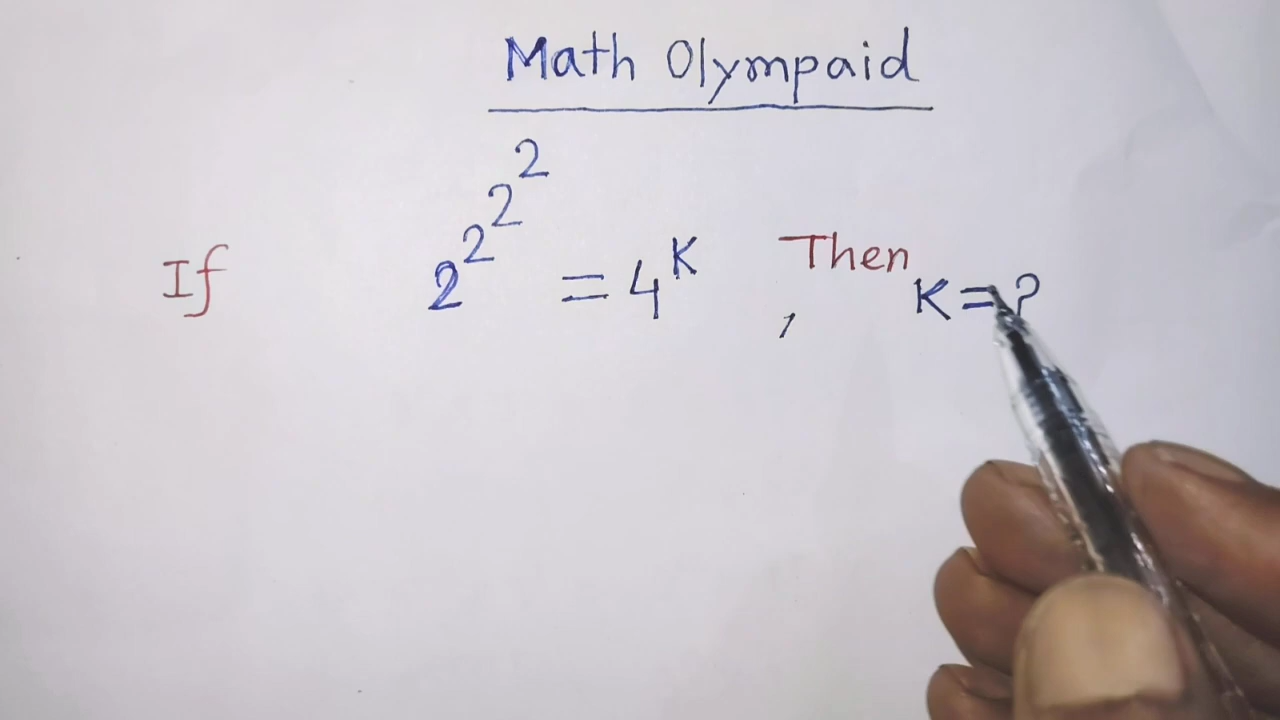 Math Olympaid
If 2^2^2^2 = 4^K , Then K = ?